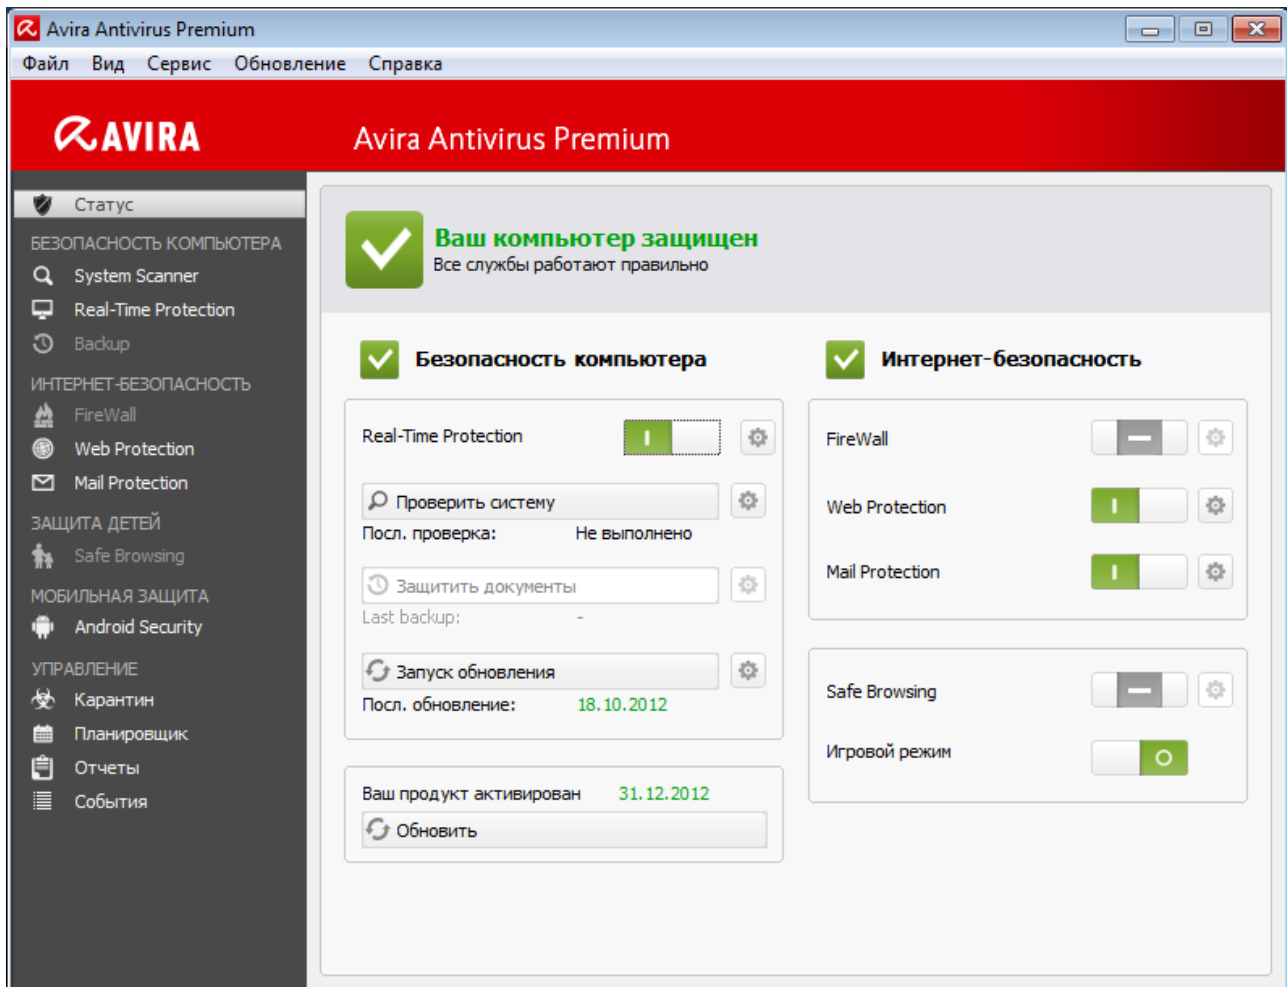 Avira Antivirus Premium
Файл Вид Сервис Обновление Справка
AVIRA
Avira Antivirus Premium
Статус
БЕЗОПАСНОСТЬ КОМПЬЮТЕРА
System Scanner
Real-Time Protection
Backup
ИНТЕРНЕТ-БЕЗОПАСНОСТЬ
FireWall
Web Protection
Mail Protection
ЗАЩИТА ДЕТЕЙ
Safe Browsing
МОБИЛЬНАЯ ЗАЩИТА
Android Security
УПРАВЛЕНИЕ
Карантин
Планировщик
Отчеты
События
Ваш компьютер защищен
Все службы работают правильно
Безопасность компьютера
Real-Time Protection
Проверить систему
Посл. проверка: Не выполнено
Защитить документы
Last backup: -
Запуск обновления
Посл. обновление: 18.10.2012
Ваш продукт активирован 31.12.2012
Обновить
Интернет-безопасность
FireWall
Web Protection
Mail Protection
Safe Browsing
Игровой режим